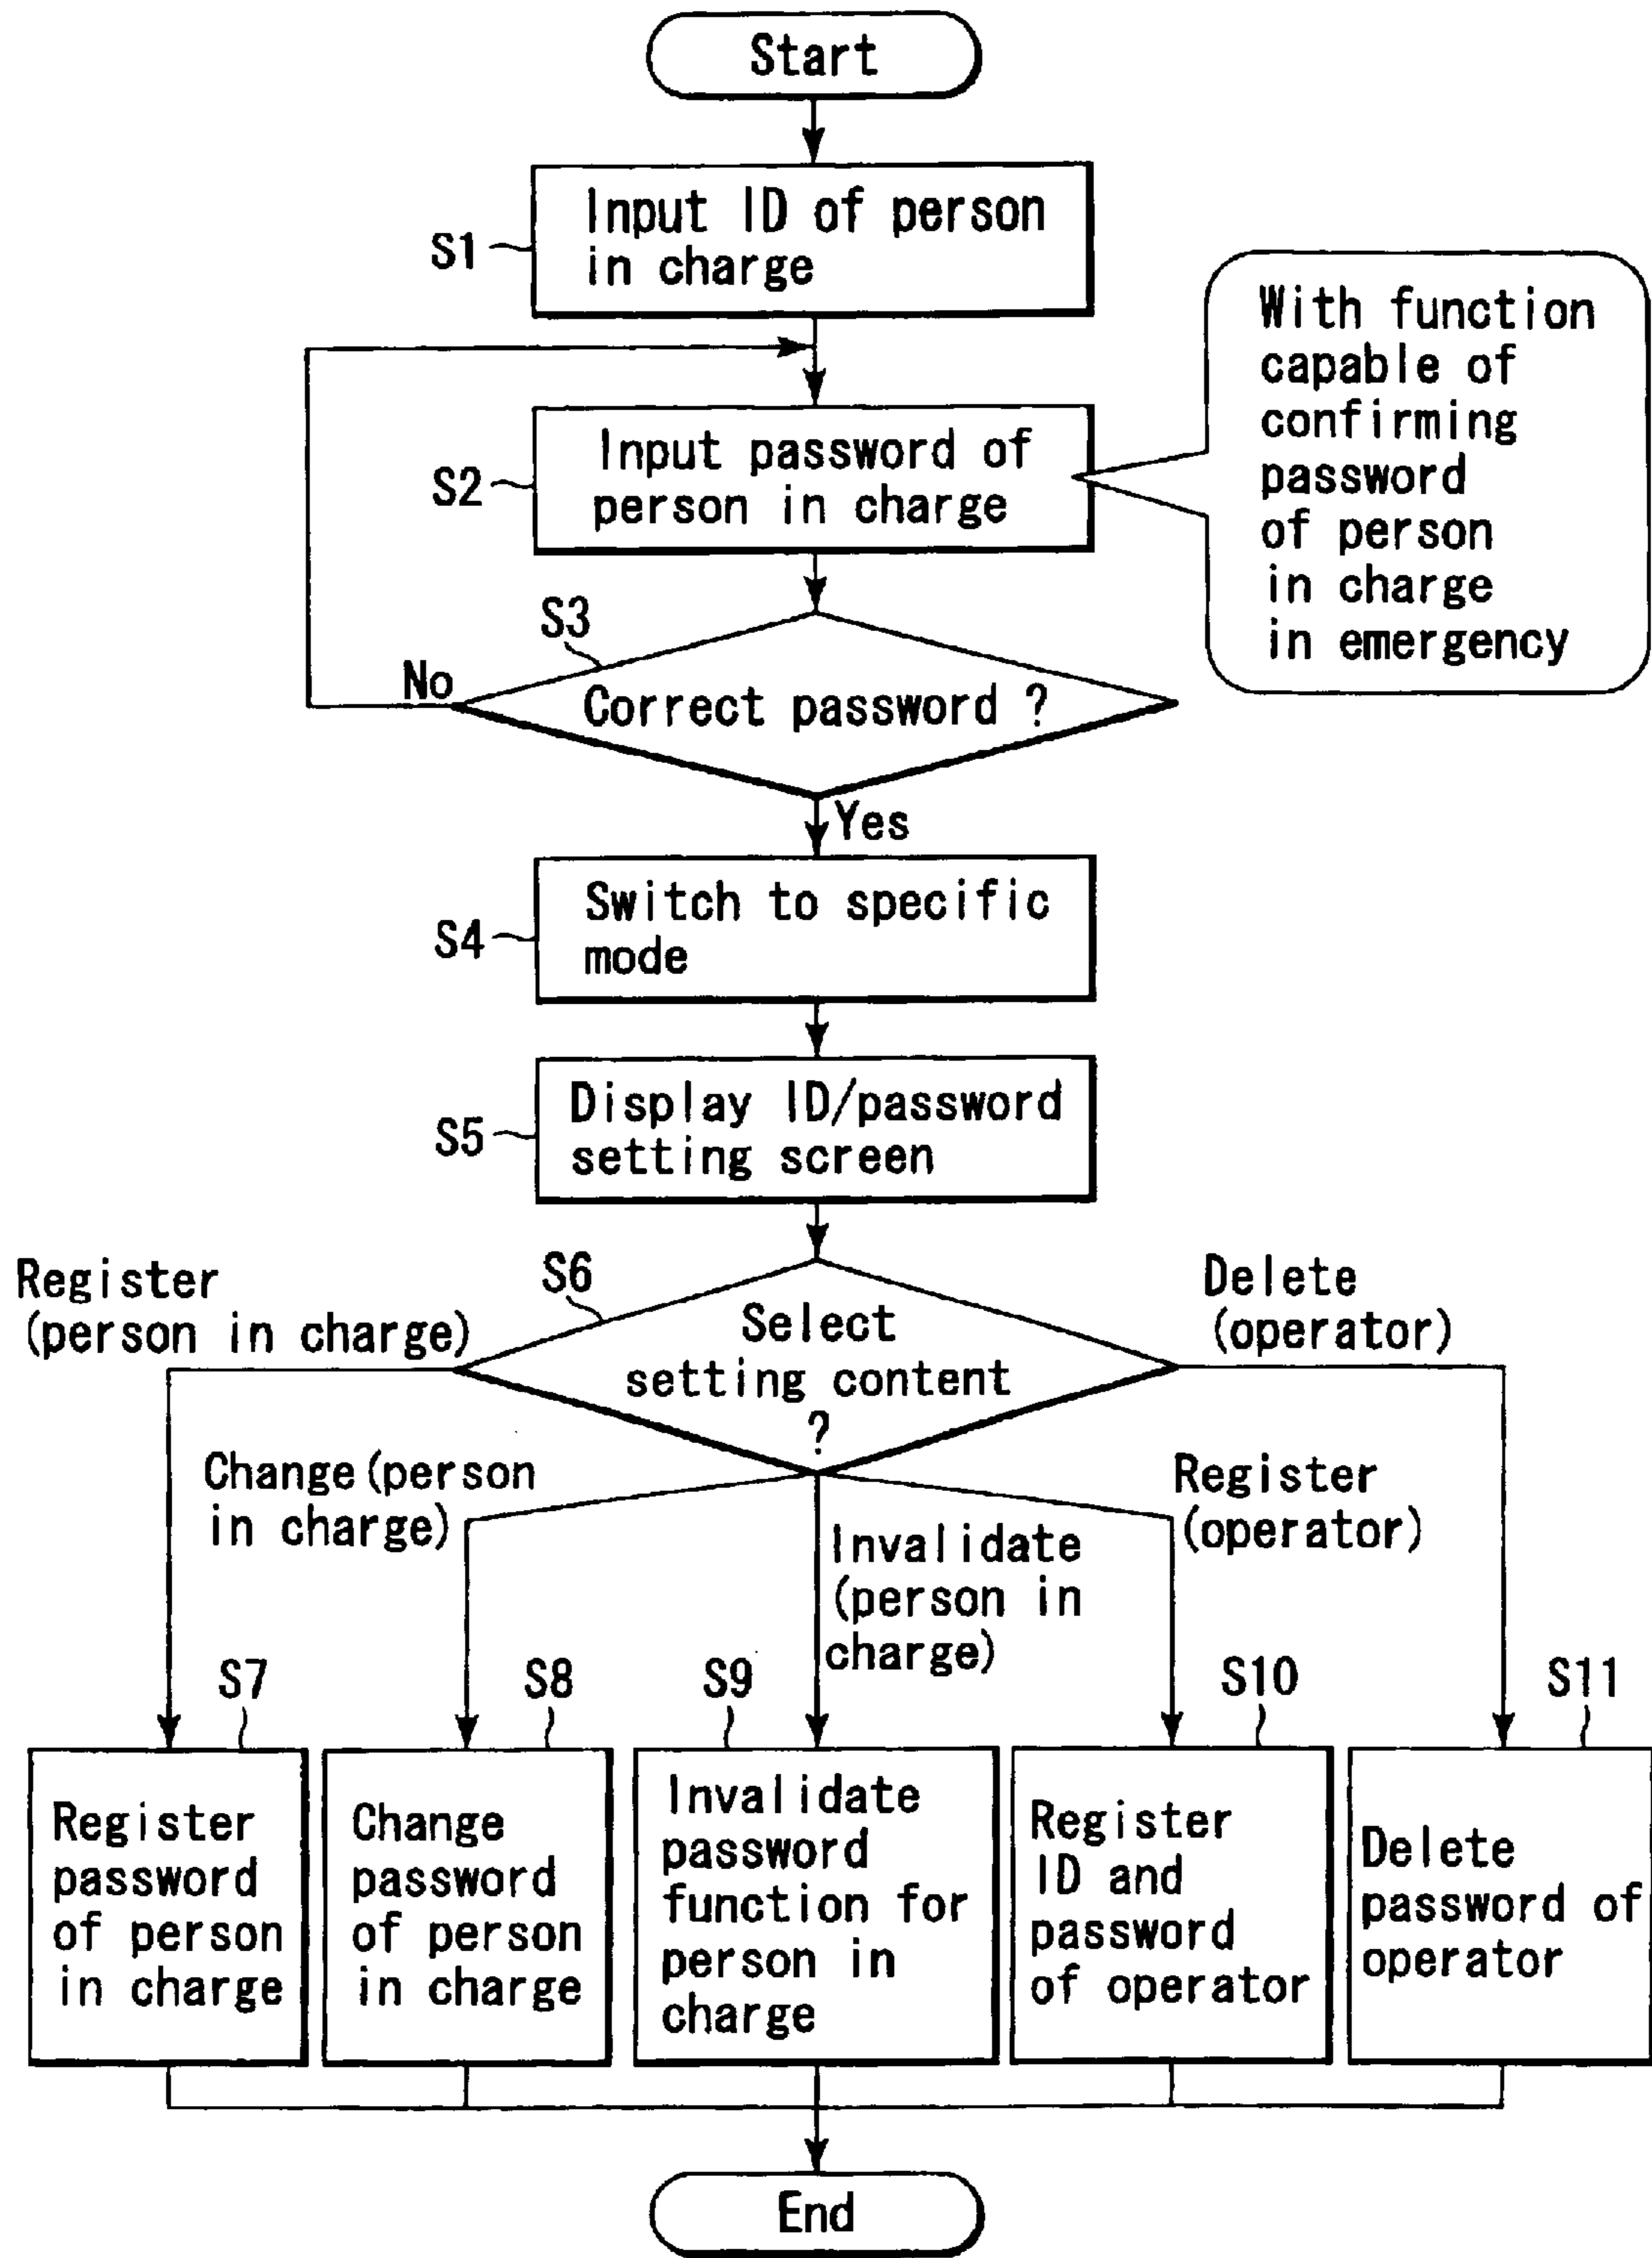 Start
Input ID of person
in charge
S1
With function
capable of
confirming
password
of person
in charge
in emergency
Input password of
person in charge
S2
S3
No
Correct password ?
Yes
Switch to specific
mode
S4
Display ID/password
setting screen
S5
Register
(person in charge)
S6
Select
setting content
?
Delete
(operator)
Change(person
in charge)
Invalidate
(person in
charge)
Register
(operator)
S7
S8
S9
S10
S11
Register
password
of person
in charge
Change
password
of person
in charge
Invalidate
password
function for
person in
charge
Register
ID and
password
of operator
Delete
password of
operator
End